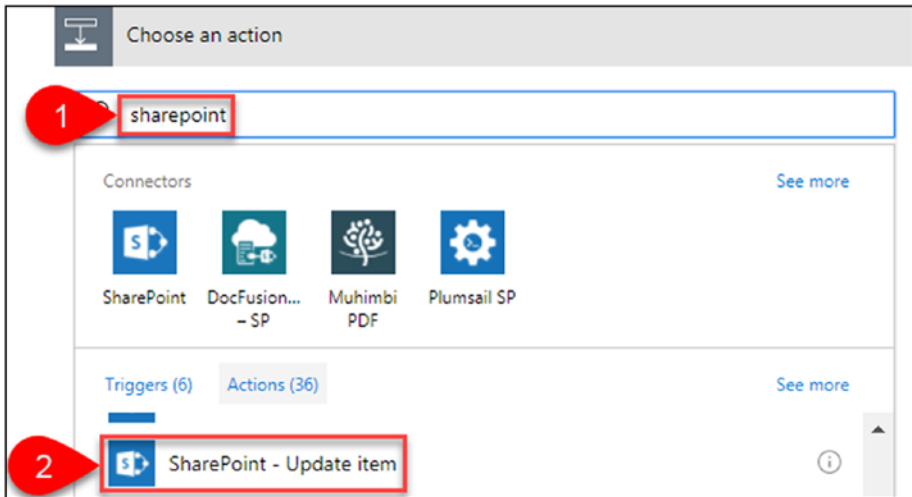 Choose an action
1
sharepoint
Connectors
See more
SharePoint
DocFusion...
– SP
Muhimbi
PDF
Plumsail SP
Triggers (6)
Actions (36)
See more
2
SharePoint - Update item